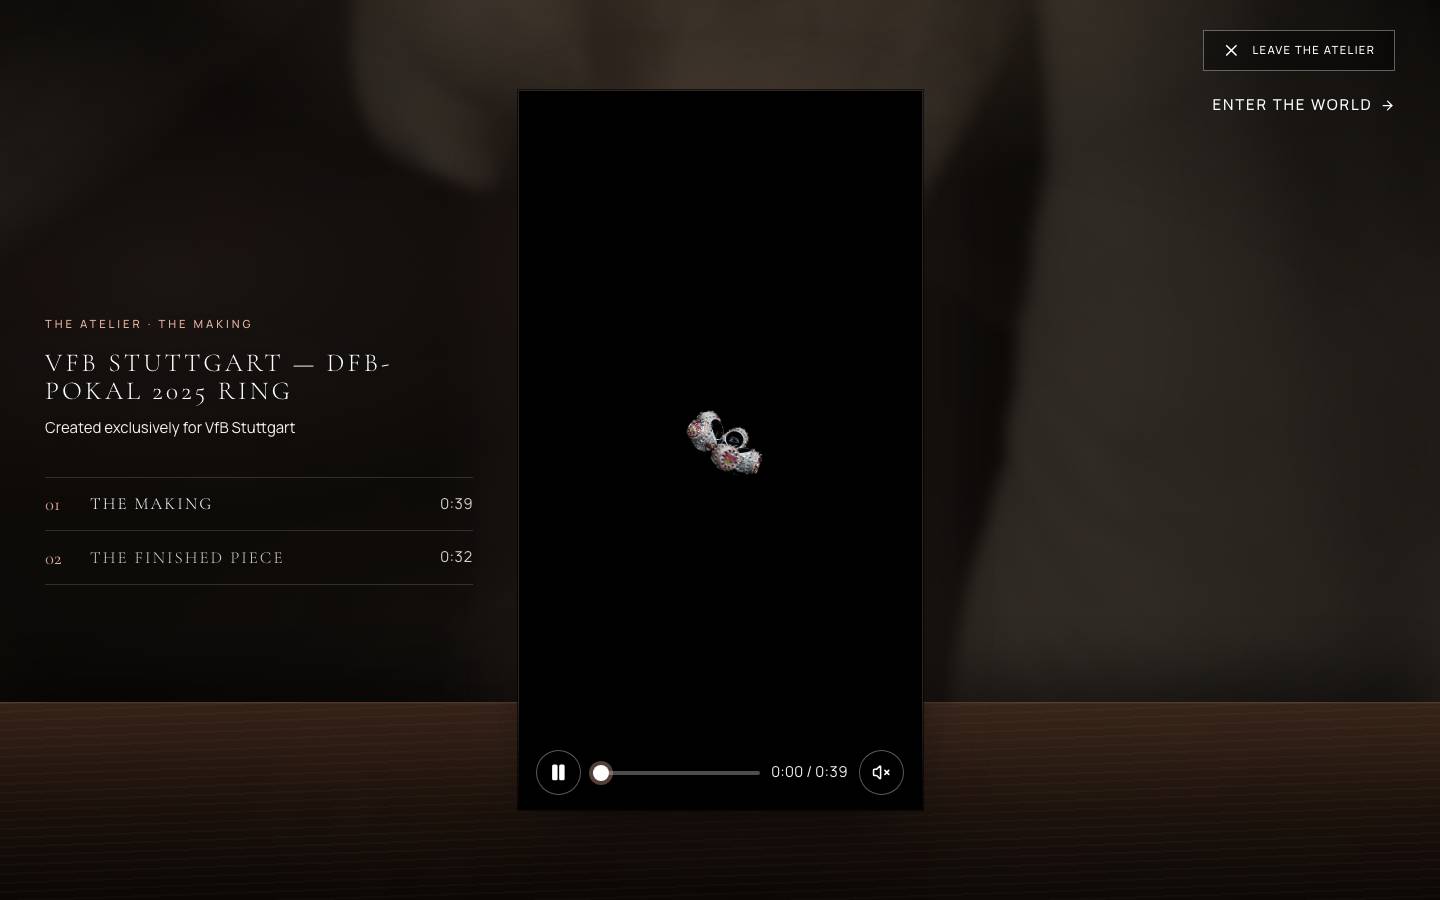 LEAVE THE ATELIER
ENTER THE WORLD →
THE ATELIER · THE MAKING
VFB STUTTGART — DFB-
POKAL 2025 RING
Created exclusively for VfB Stuttgart
01 THE MAKING 0:39
02 THE FINISHED PIECE 0:32
0:00 / 0:39